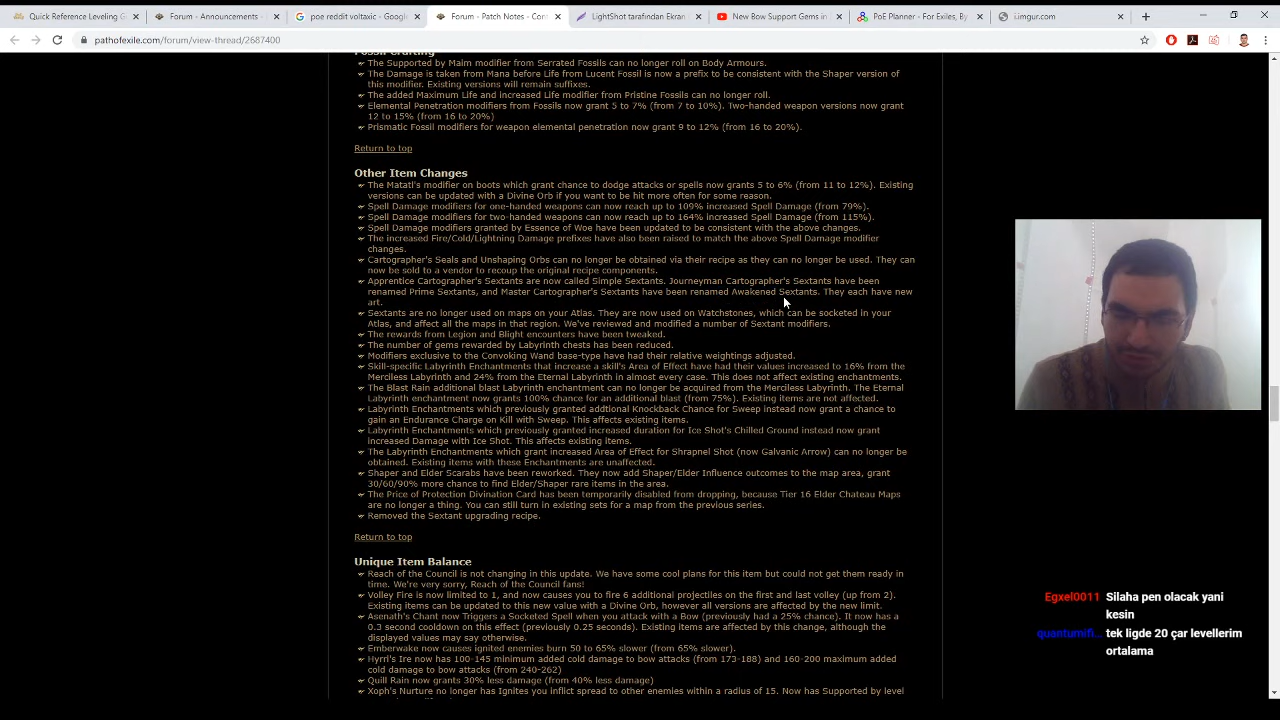 Quick Reference Leveling G
Forum - Announcements -
poe reddit voltaxic - Google
Forum - Patch Notes - Con
LightShot tarafından Ekran
New Bow Support Gems in
PoE Planner - For Exiles, By
i.imgur.com
pathofexile.com/forum/view-thread/2687400
Fossil Crafting
The Supported by Maim modifier from Serrated Fossils can no longer roll on Body Armours.
The Damage is taken from Mana before Life from Lucent Fossil is now a prefix to be consistent with the Shaper version of
this modifier. Existing versions will remain suffixes.
The added Maximum Life and increased Life modifier from Pristine Fossils can no longer roll.
Elemental Penetration modifiers from Fossils now grant 5 to 7% (from 7 to 10%). Two-handed weapon versions now grant
12 to 15% (from 16 to 20%)
Prismatic Fossil modifiers for weapon elemental penetration now grant 9 to 12% (from 16 to 20%).
Return to top
Other Item Changes
The Matatl's modifier on boots which grant chance to dodge attacks or spells now grants 5 to 6% (from 11 to 12%). Existing
versions can be updated with a Divine Orb if you want to be hit more often for some reason.
Spell Damage modifiers for one-handed weapons can now reach up to 109% increased Spell Damage (from 79%).
Spell Damage modifiers for two-handed weapons can now reach up to 164% increased Spell Damage (from 115%).
Spell Damage modifiers granted by Essence of Woe have been updated to be consistent with the above changes.
The increased Fire/Cold/Lightning Damage prefixes have also been raised to match the above Spell Damage modifier
changes.
Cartographer's Seals and Unshaping Orbs can no longer be obtained via their recipe as they can no longer be used. They can
now be sold to a vendor to recoup the original recipe components.
Apprentice Cartographer's Sextants are now called Simple Sextants. Journeyman Cartographer's Sextants have been
renamed Prime Sextants, and Master Cartographer's Sextants have been renamed Awakened Sextants. They each have new
art.
Sextants are no longer used on maps on your Atlas. They are now used on Watchstones, which can be socketed in your
Atlas, and affect all the maps in that region. We've reviewed and modified a number of Sextant modifiers.
The rewards from Legion and Blight encounters have been tweaked.
The number of gems rewarded by Labyrinth chests has been reduced.
Modifiers exclusive to the Convoking Wand base-type have had their relative weightings adjusted.
Skill-specific Labyrinth Enchantments that increase a skill's Area of Effect have had their values increased to 16% from the
Merciless Labyrinth and 24% from the Eternal Labyrinth in almost every case. This does not affect existing enchantments.
The Blast Rain additional blast Labyrinth enchantment can no longer be acquired from the Merciless Labyrinth. The Eternal
Labyrinth enchantment now grants 100% chance for an additional blast (from 75%). Existing items are not affected.
Labyrinth Enchantments which previously granted addtional Knockback Chance for Sweep instead now grant a chance to
gain an Endurance Charge on Kill with Sweep. This affects existing items.
Labyrinth Enchantments which previously granted increased duration for Ice Shot's Chilled Ground instead now grant
increased Damage with Ice Shot. This affects existing items.
The Labyrinth Enchantments which grant increased Area of Effect for Shrapnel Shot (now Galvanic Arrow) can no longer be
obtained. Existing items with these Enchantments are unaffected.
Shaper and Elder Scarabs have been reworked. They now add Shaper/Elder Influence outcomes to the map area, grant
30/60/90% more chance to find Elder/Shaper rare items in the area.
The Price of Protection Divination Card has been temporarily disabled from dropping, because Tier 16 Elder Chateau Maps
are no longer a thing. You can still turn in existing sets for a map from the previous series.
Removed the Sextant upgrading recipe.
Return to top
Unique Item Balance
Reach of the Council is not changing in this update. We have some cool plans for this item but could not get them ready in
time. We're very sorry, Reach of the Council fans!
Volley Fire is now limited to 1, and now causes you to fire 6 additional projectiles on the first and last volley (up from 2).
Existing items can be updated to this new value with a Divine Orb, however all versions are affected by the new limit.
Asenath's Chant now Triggers a Socketed Spell when you attack with a Bow (previously had a 25% chance). It now has a
0.3 second cooldown on this effect (previously 0.25 seconds). Existing items are affected by this change, although the
displayed values may say otherwise.
Emberwake now causes ignited enemies burn 50 to 65% slower (from 65% slower).
Hyrri's Ire now has 100-145 minimum added cold damage to bow attacks (from 173-188) and 160-200 maximum added
cold damage to bow attacks (from 240-262)
Quill Rain now grants 30% less damage (from 40% less damage)
Xoph's Nurture no longer has Ignites you inflict spread to other enemies within a radius of 15. Now has Supported by level
Egxel0011 Silaha pen olacak yani
kesin
quantumifi... tek ligde 20 çar levellerim
ortalama